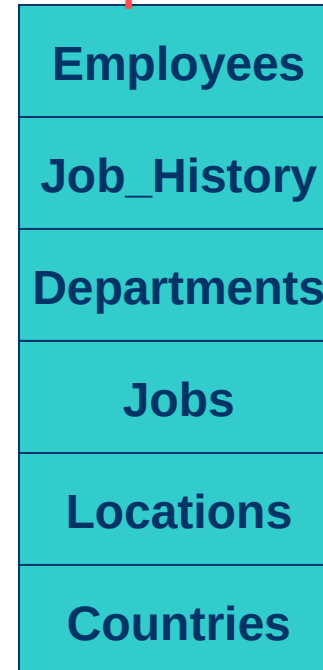 Employees
Job_History
Departments
Jobs
Locations
Countries